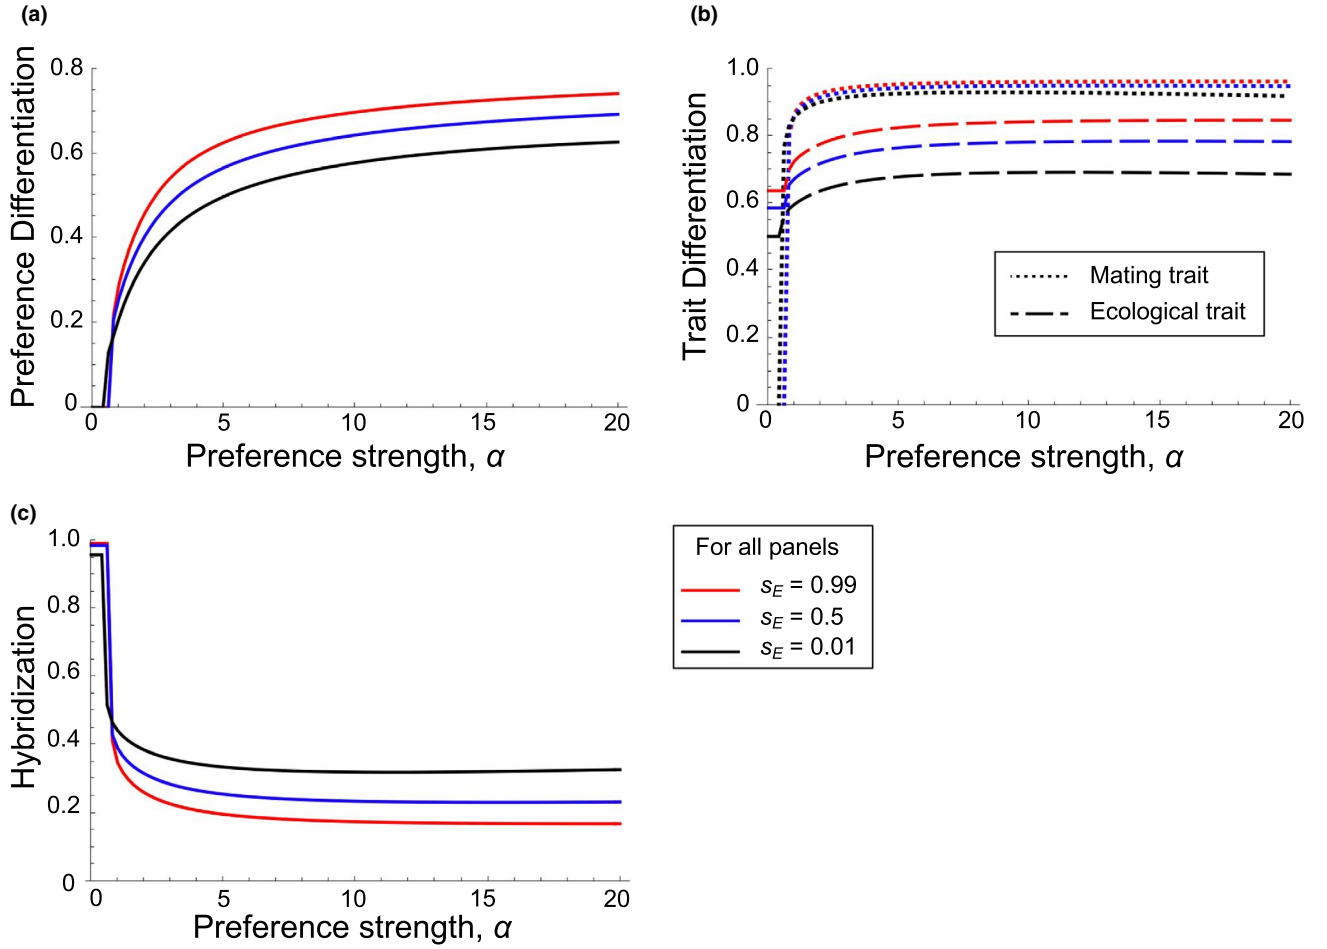 (a)
Preference Differentiation
0.8
0.6
0.4
0.2
0
0
5
10
15
20
Preference strength, α
(b)
Trait Differentiation
1.0
0.8
0.6
0.4
0.2
0
0
5
10
15
20
Preference strength, α
Mating trait
Ecological trait
(c)
Hybridization
1.0
0.8
0.6
0.4
0.2
0
0
5
10
15
20
Preference strength, α
For all panels
sE = 0.99
sE = 0.5
sE = 0.01